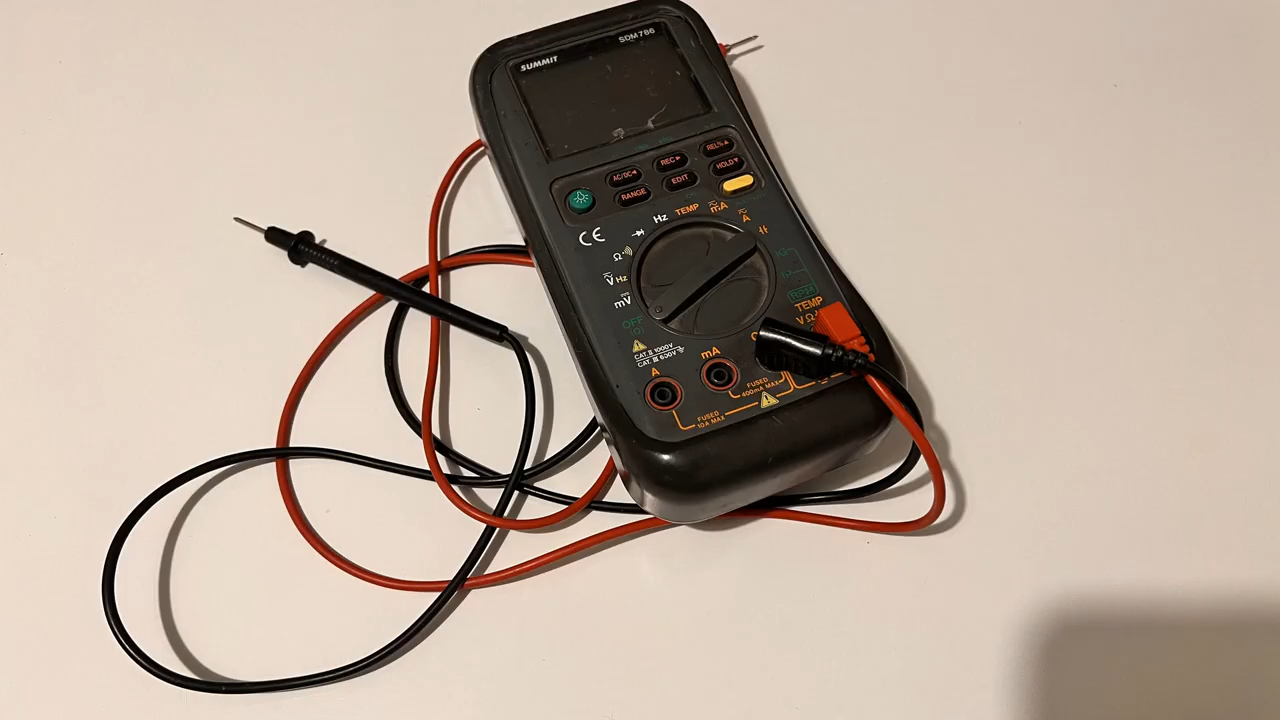 SUMMIT
SDM786
AC/DC◄
REC►
REL%▲
RANGE
EDIT
HOLD▼
CE
Hz
TEMP
mA
A
Ω
V Hz
mV
OFF
CAT. II 1000V
CAT. III 600V
RPM
TEMP
V Ω
A
mA
FUSED
10A MAX
FUSED
400mA MAX